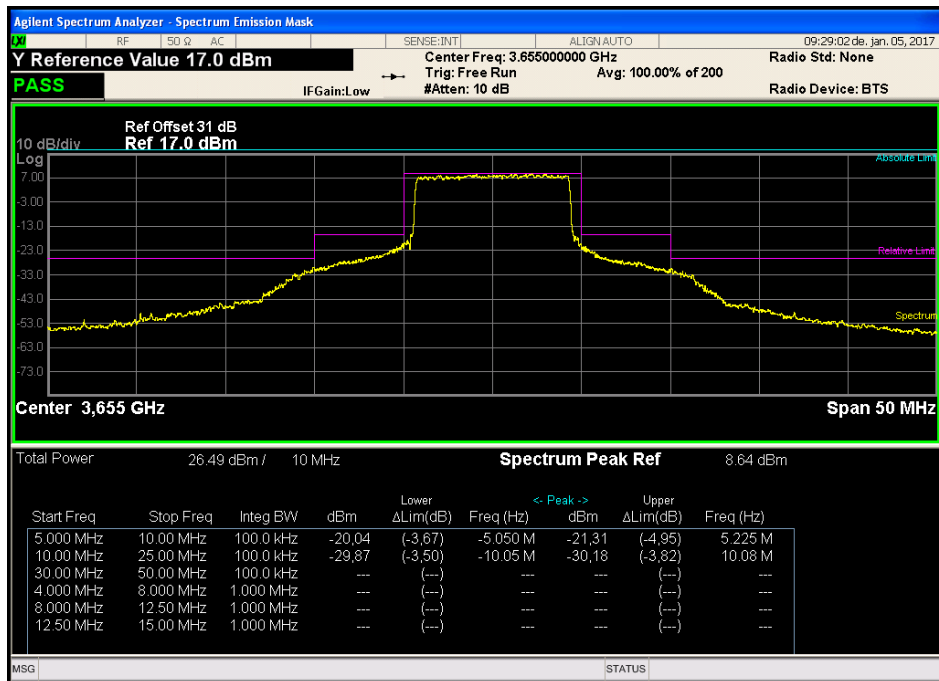 Agilent Spectrum Analyzer - Spectrum Emission Mask
LXI RF 50 Ω AC SENSE:INT ALIGN AUTO 09:29:02 de. jan. 05, 2017
Y Reference Value 17.0 dBm Center Freq: 3.655000000 GHz Radio Std: None
Trig: Free Run Avg: 100.00% of 200
PASS IFGain:Low #Atten: 10 dB Radio Device: BTS
Ref Offset 31 dB
10 dB/div Ref 17.0 dBm
Log
Absolute Limit
7.00
-3.00
-13.0
-23.0 Relative Limit
-33.0
-43.0
-53.0 Spectrum
-63.0
-73.0
Center 3,655 GHz Span 50 MHz
Total Power 26.49 dBm / 10 MHz Spectrum Peak Ref 8.64 dBm
Lower <- Peak -> Upper
Start Freq Stop Freq Integ BW dBm ΔLim(dB) Freq (Hz) dBm ΔLim(dB) Freq (Hz)
5.000 MHz 10.00 MHz 100.0 kHz -20,04 (-3,67) -5.050 M -21,31 (-4,95) 5.225 M
10.00 MHz 25.00 MHz 100.0 kHz -29,87 (-3,50) -10.05 M -30,18 (-3,82) 10.08 M
30.00 MHz 50.00 MHz 100.0 kHz --- (---) --- --- (---) ---
4.000 MHz 8.000 MHz 1.000 MHz --- (---) --- --- (---) ---
8.000 MHz 12.50 MHz 1.000 MHz --- (---) --- --- (---) ---
12.50 MHz 15.00 MHz 1.000 MHz --- (---) --- --- (---) ---
MSG STATUS